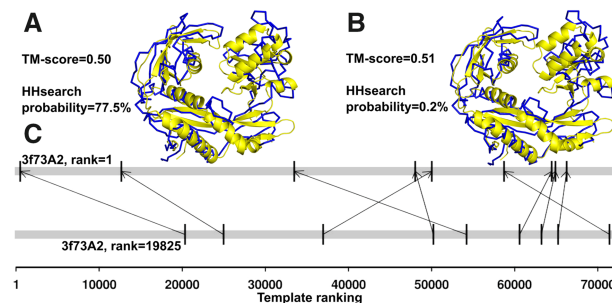 A
TM-score=0.50
HHsearch
probability=77.5%
B
TM-score=0.51
HHsearch
probability=0.2%
C
3f73A2, rank=1
3f73A2, rank=19825
1 10000 20000 30000 40000 50000 60000 70000
Template ranking